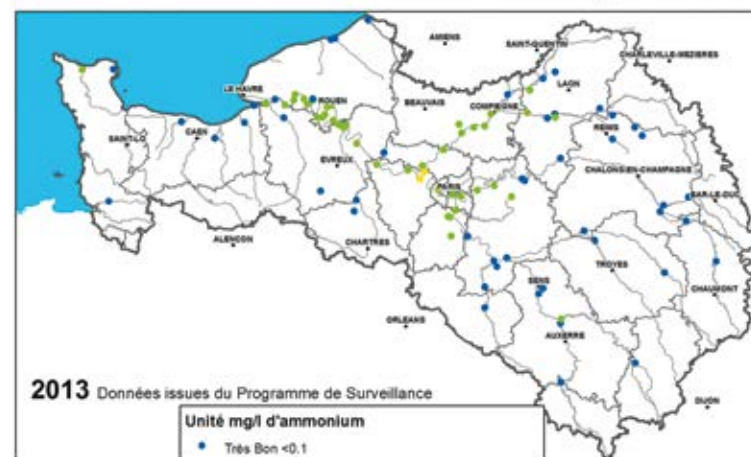 AMIENS
SAINT-QUENTIN
CHARLEVILLE-MEZIERES
LE HAVRE
ROUEN
BEAUVAIS
COMPIEGNE
LAON
SAINT-LO
CAEN
REIMS
EVREUX
PARIS
CHALONS-EN-CHAMPAGNE
BAR-LE-DUC
ALENCON
CHARTRES
TROYES
CHAUMONT
SENS
ORLEANS
AUXERRE
DIJON
2013 Données issues du Programme de Surveillance
Unité mg/l d'ammonium
Très Bon <0.1